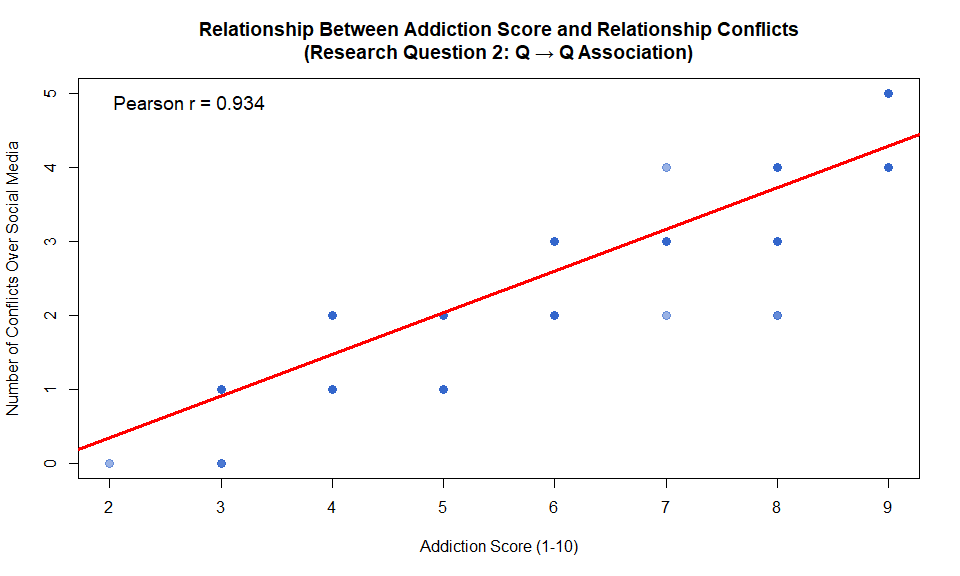 Relationship Between Addiction Score and Relationship Conflicts
(Research Question 2: Q → Q Association)
Pearson r = 0.934
Number of Conflicts Over Social Media
5
4
3
2
1
0
2 3 4 5 6 7 8 9
Addiction Score (1-10)